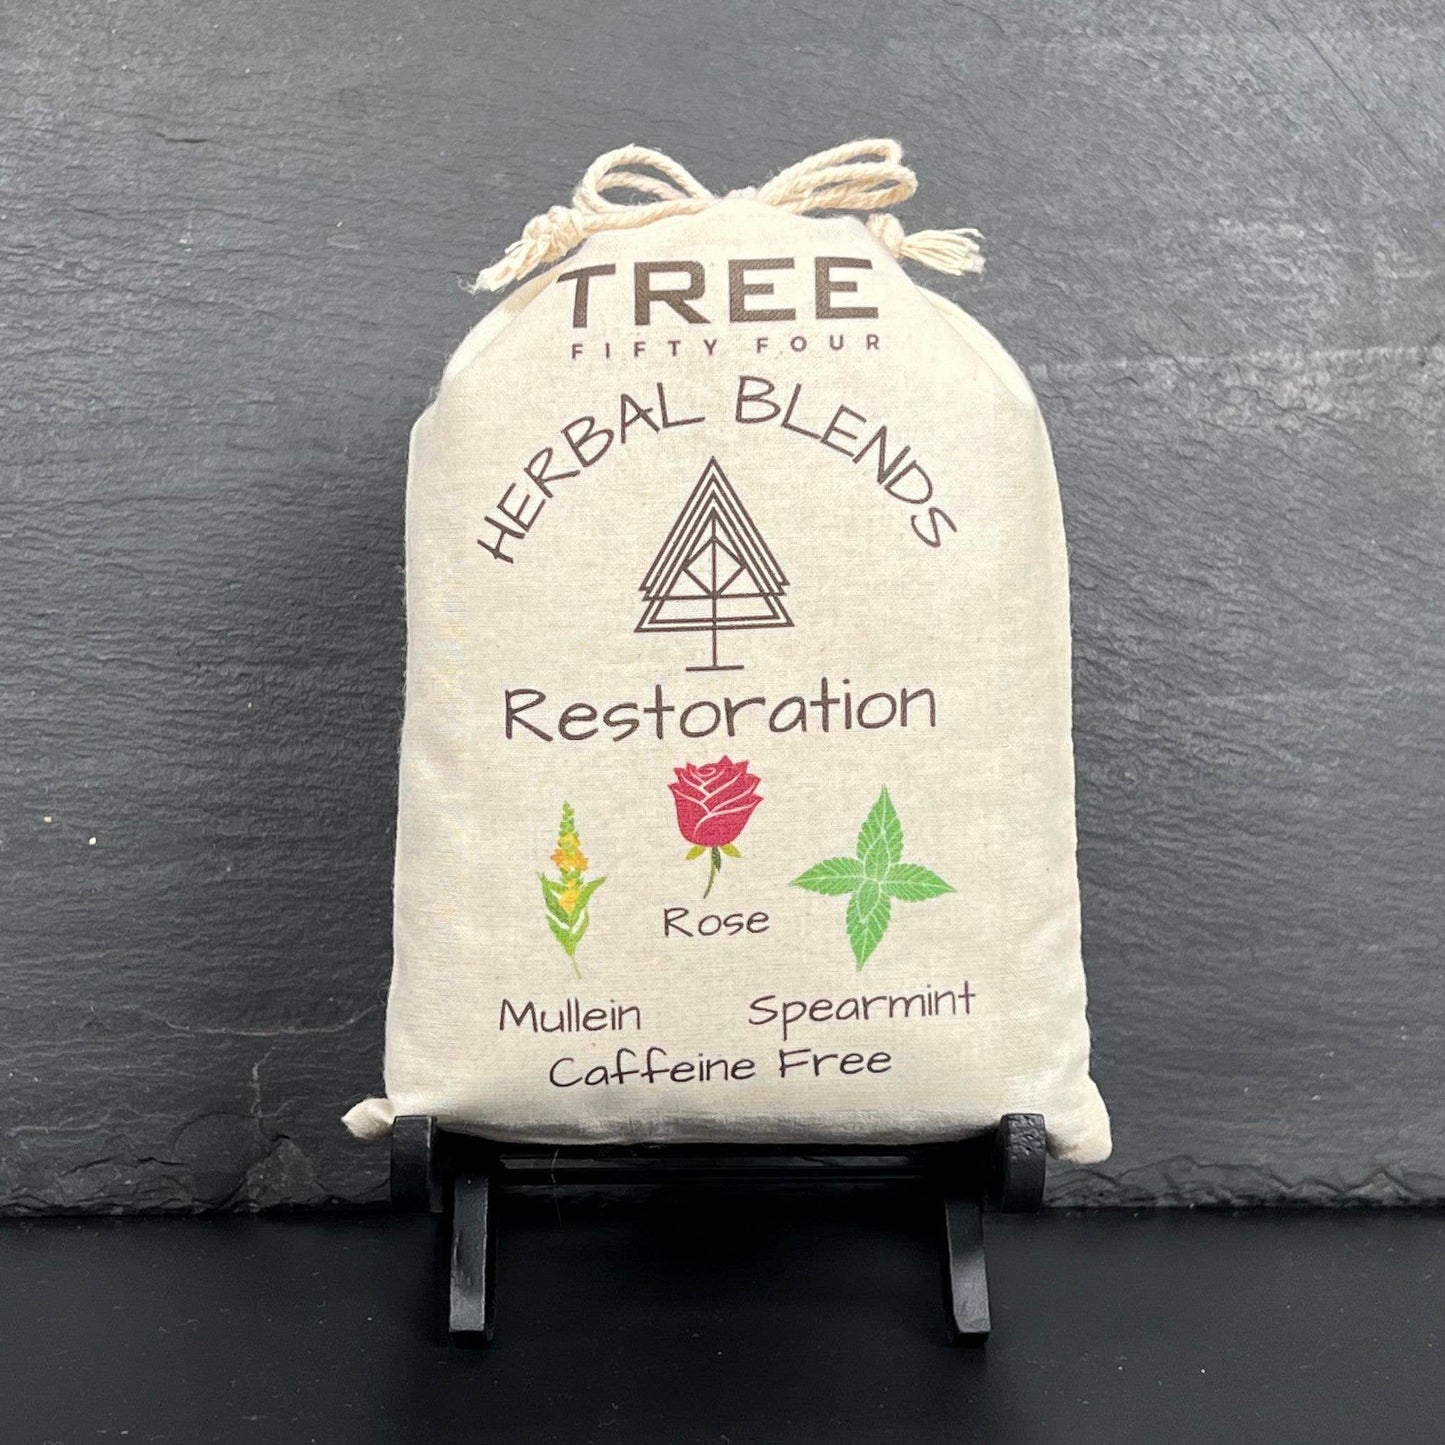 TREE
FIFTY FOUR
HERBAL BLENDS
Restoration
Rose
Mullein
Spearmint
Caffeine Free